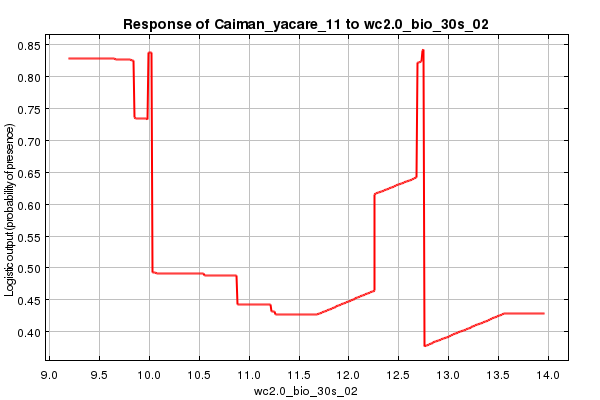 Response of Caiman_yacare_11 to wc2.0_bio_30s_02
Logistic output (probability of presence)
0.85
0.80
0.75
0.70
0.65
0.60
0.55
0.50
0.45
0.40
9.0 9.5 10.0 10.5 11.0 11.5 12.0 12.5 13.0 13.5 14.0
wc2.0_bio_30s_02